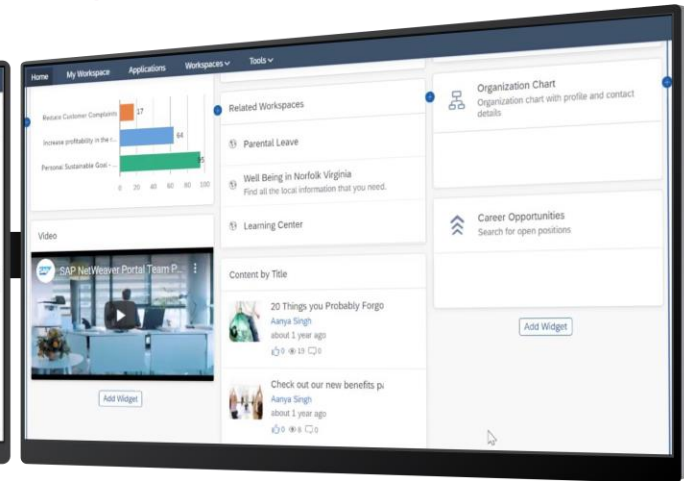 Home
My Workspace
Applications
Workspaces
Tools
Reduce Customer Complaints
17
Increase profitability in the r...
64
Personal Sustainable Goal - ...
95
0 20 40 60 80 100
Video
SAP NetWeaver Portal Team P...
SAP
Add Widget
Related Workspaces
Parental Leave
Well Being in Norfolk Virginia
Find all the local information that you need.
Learning Center
Content by Title
20 Things you Probably Forgo
Aanya Singh
about 1 year ago
0 19 0
Check out our new benefits pa
Aanya Singh
about 1 year ago
0 8 0
Organization Chart
Organization chart with profile and contact
details
Career Opportunities
Search for open positions
Add Widget